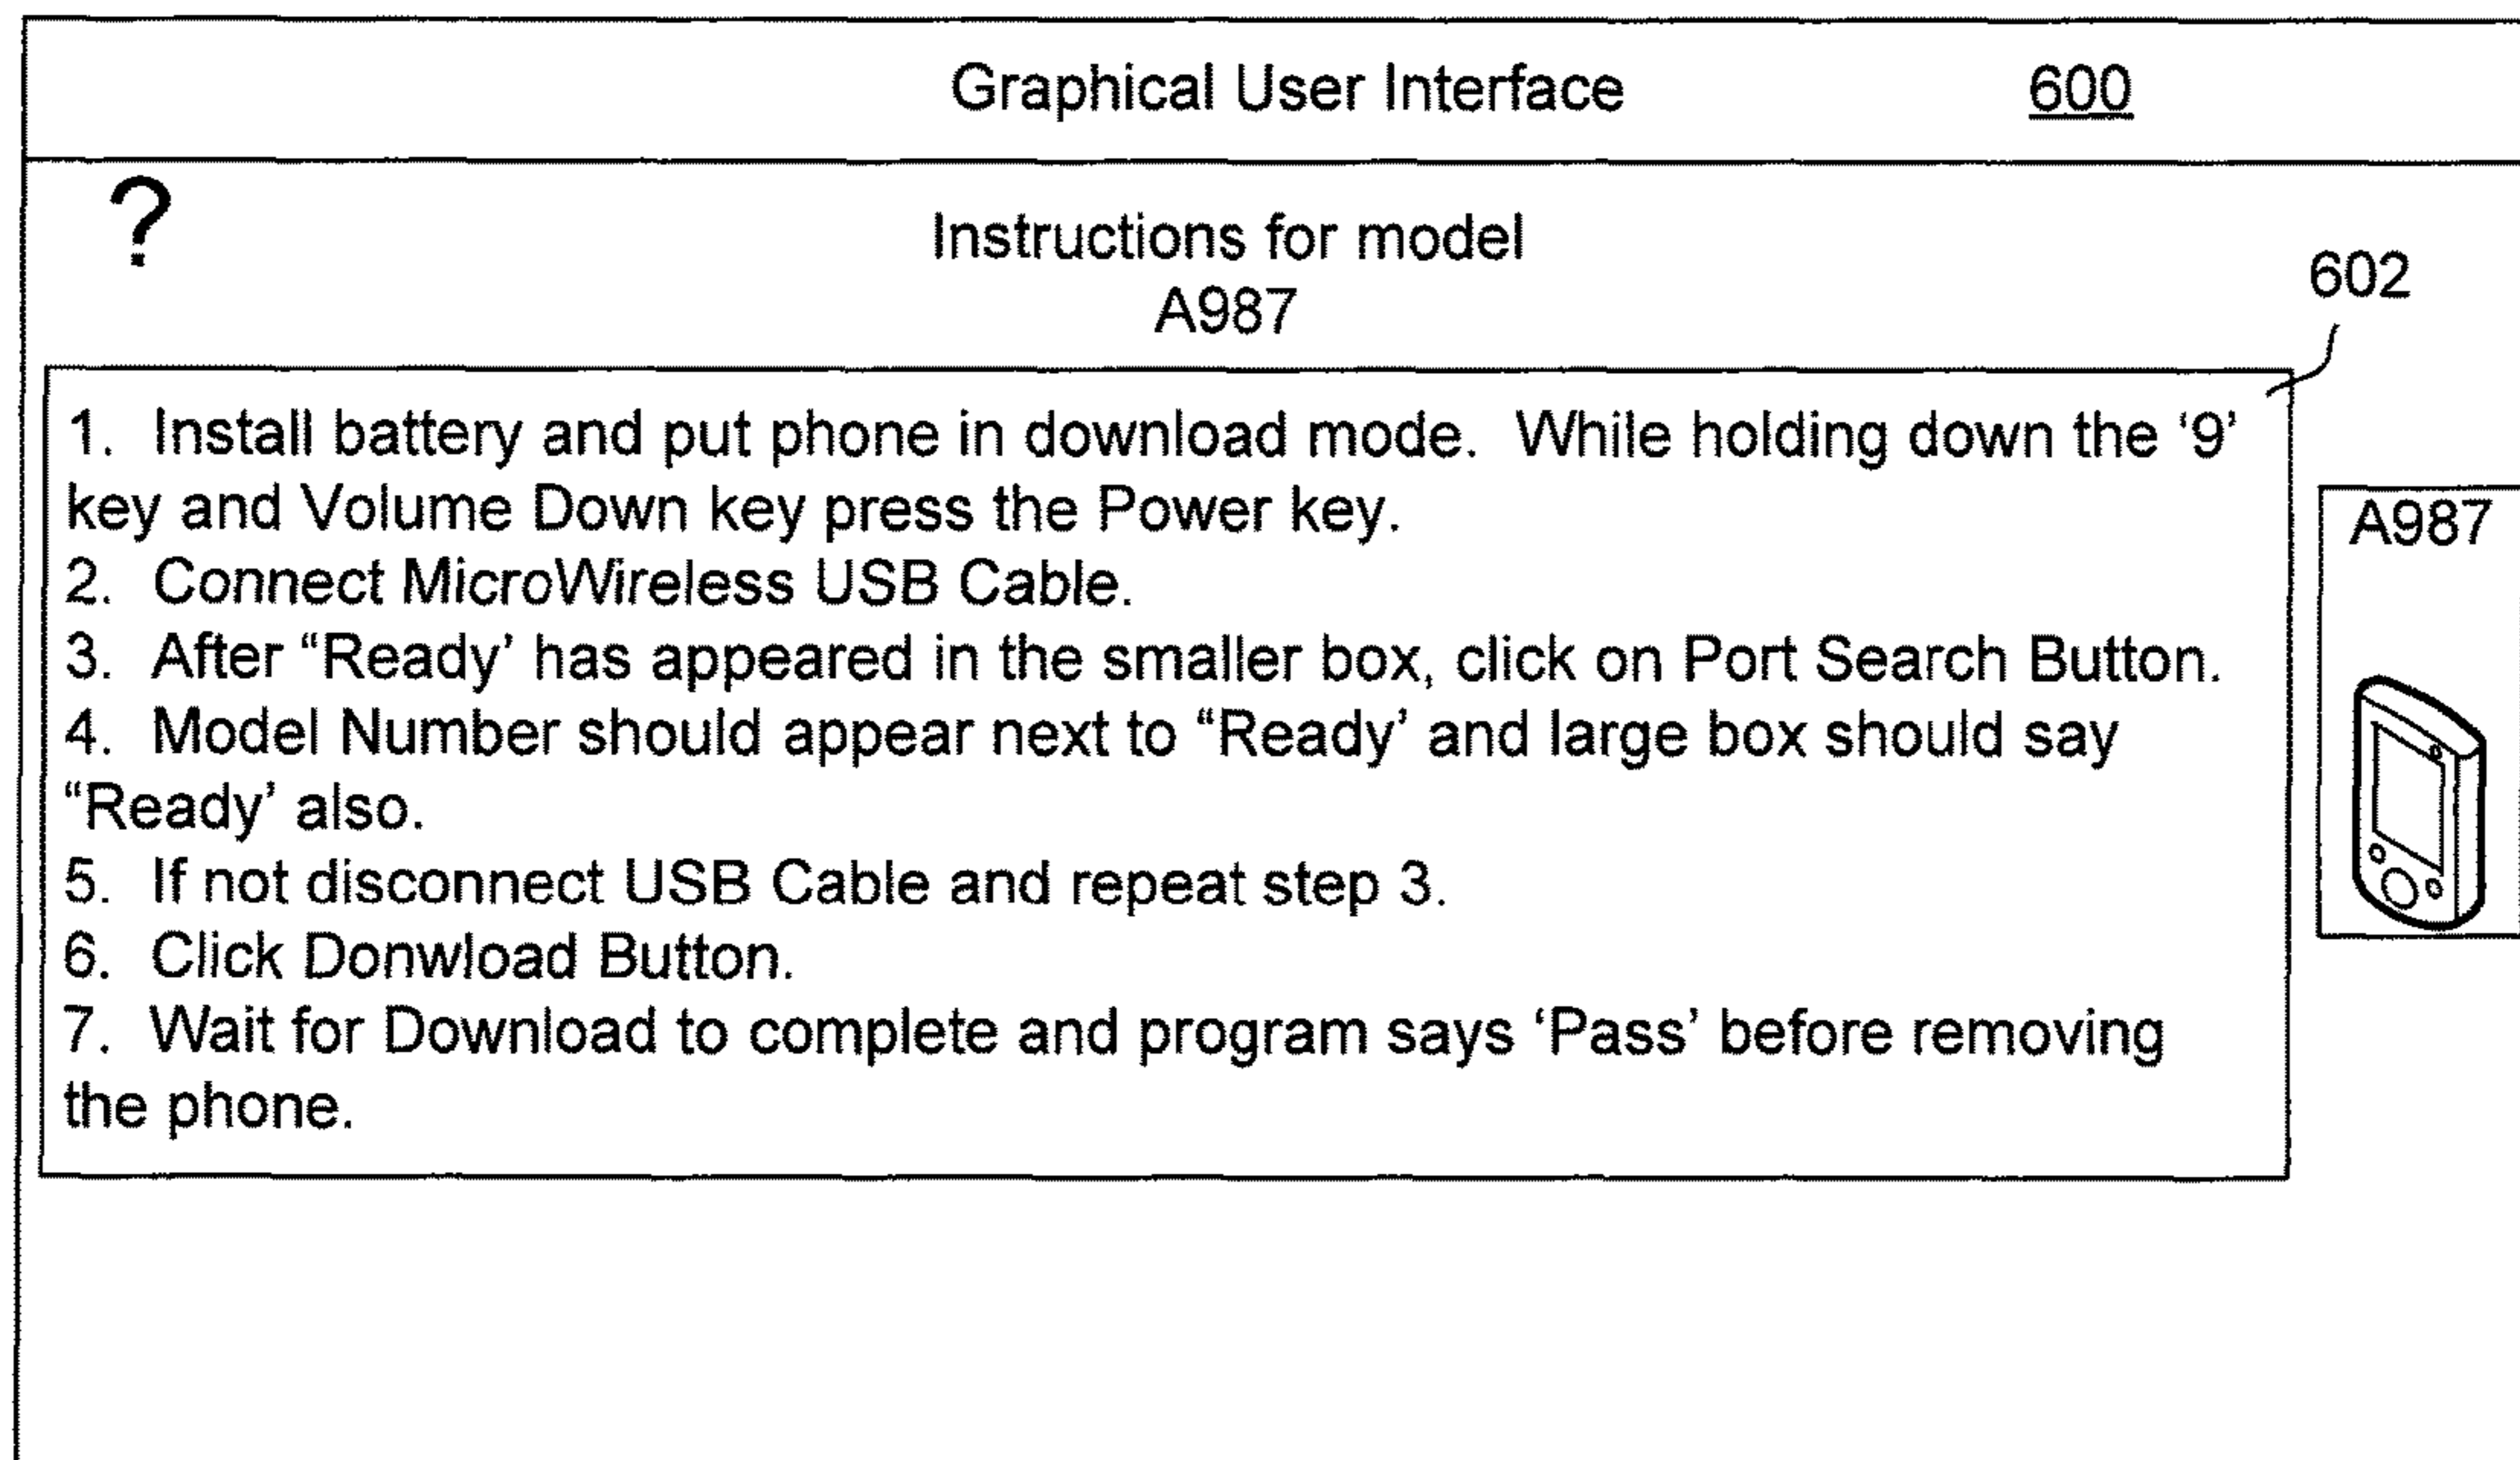 Graphical User Interface 600
?
Instructions for model
A987
602
1. Install battery and put phone in download mode. While holding down the ‘9’
key and Volume Down key press the Power key.
2. Connect MicroWireless USB Cable.
3. After “Ready’ has appeared in the smaller box, click on Port Search Button.
4. Model Number should appear next to “Ready’ and large box should say
“Ready’ also.
5. If not disconnect USB Cable and repeat step 3.
6. Click Donwload Button.
7. Wait for Download to complete and program says ‘Pass’ before removing
the phone.
A987